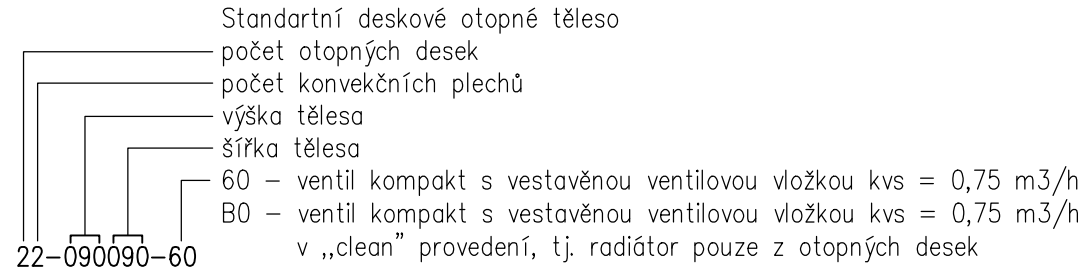 Standartní deskové otopné těleso
počet otopných desek
počet konvekčních plechů
výška tělesa
šířka tělesa
60 – ventil kompakt s vestavěnou ventilovou vložkou kvs = 0,75 m3/h
B0 – ventil kompakt s vestavěnou ventilovou vložkou kvs = 0,75 m3/h
v ,,clean" provedení, tj. radiátor pouze z otopných desek
22-090090-60